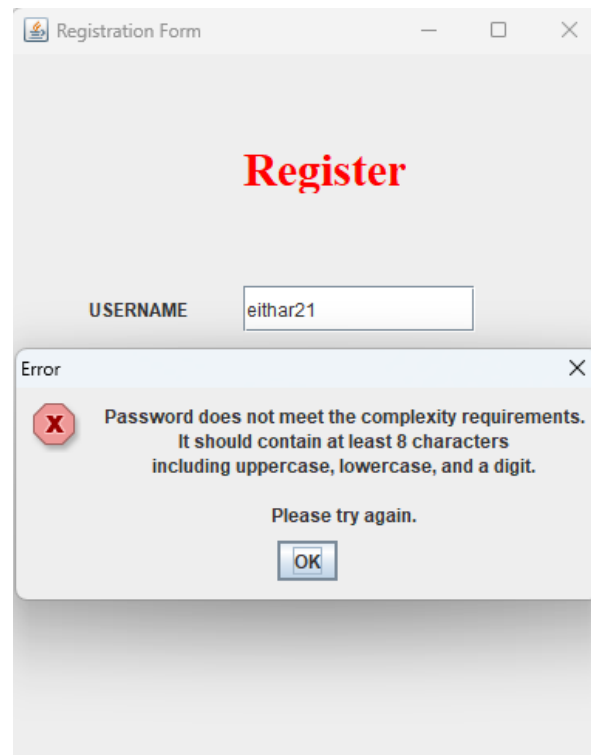 Registration Form
Register
USERNAME eithar21
Error
Password does not meet the complexity requirements.
It should contain at least 8 characters
including uppercase, lowercase, and a digit.
Please try again.
OK